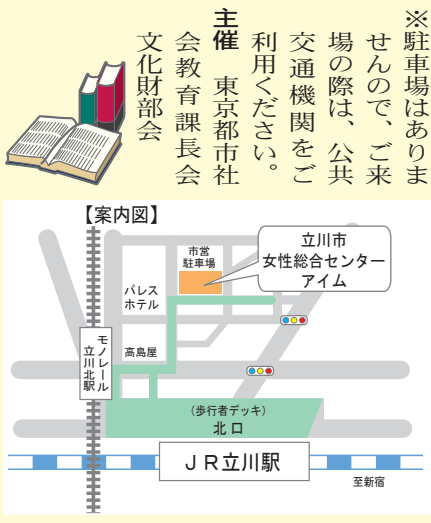 ※駐車場はありま
せんので、ご来
場の際は、公共
交通機関をご
利用ください。
主催 東京都市社
会教育課長会
文化財部会
【案内図】
市営
駐車場
立川市
女性総合センター
アイム
パレス
ホテル
モノレール
立川北駅
高島屋
(歩行者デッキ)
北口
JR立川駅
至新宿